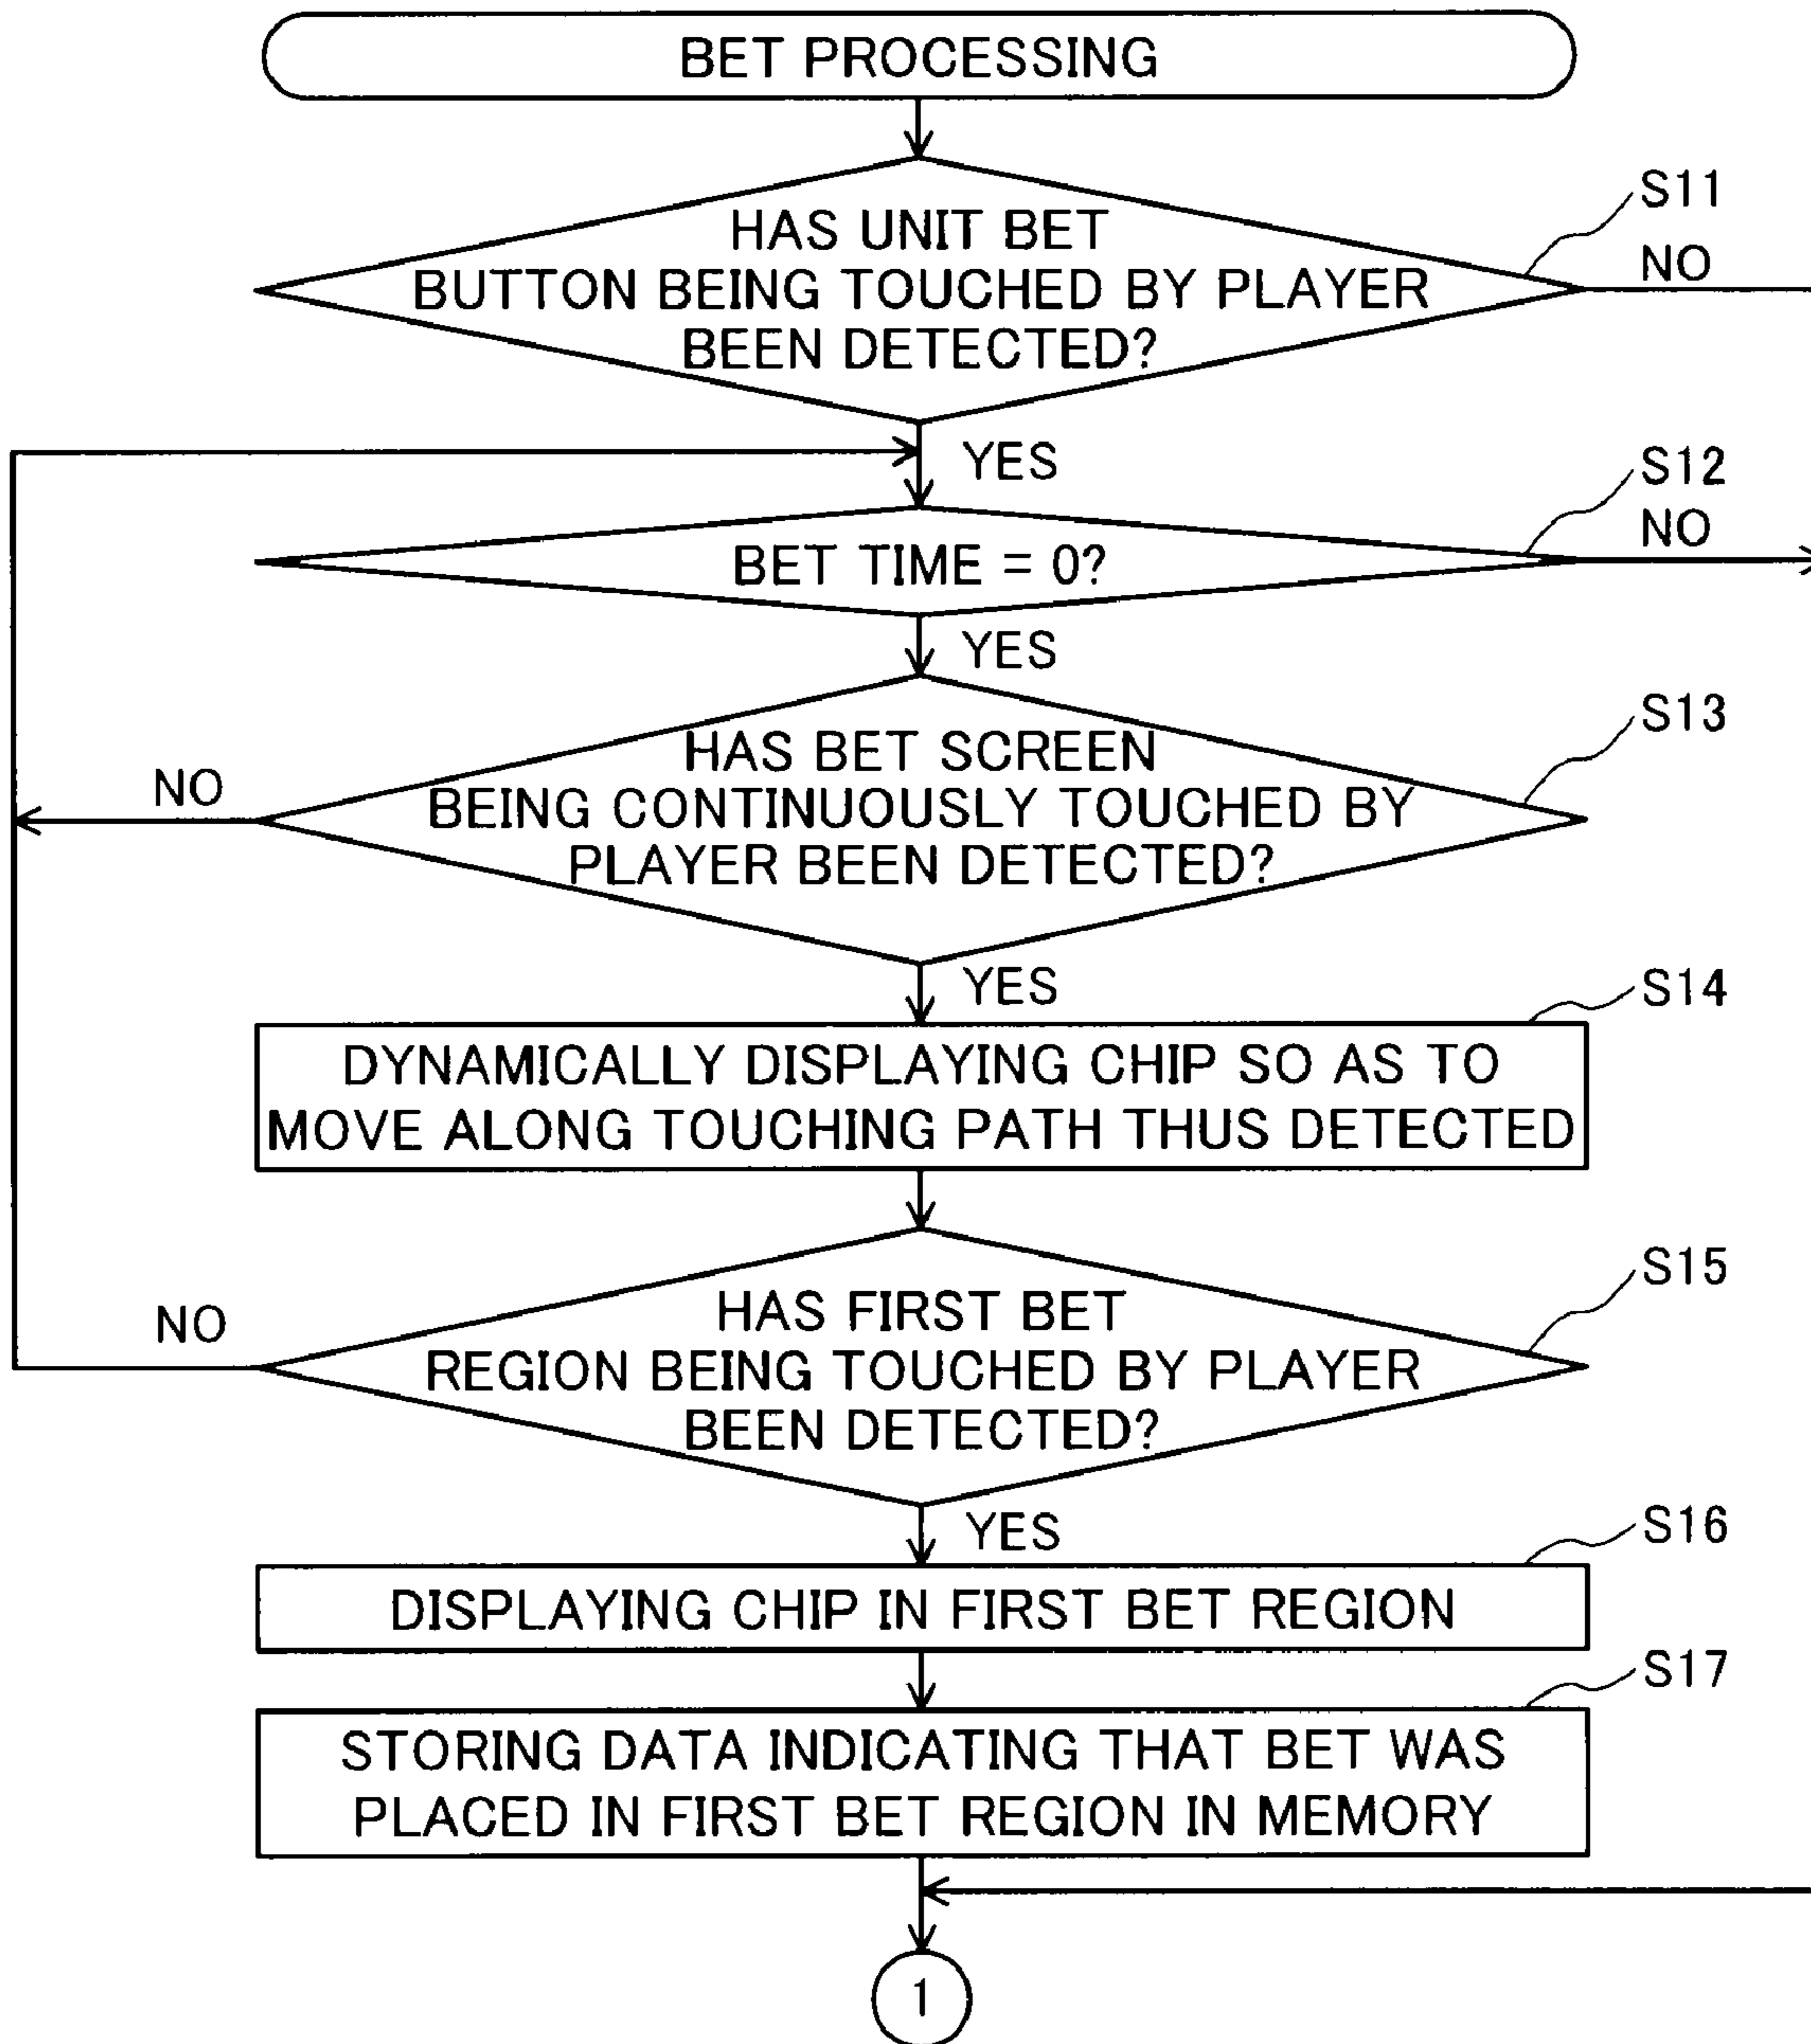 BET PROCESSING
S11
HAS UNIT BET
BUTTON BEING TOUCHED BY PLAYER
BEEN DETECTED?
NO
YES
S12
BET TIME = 0?
NO
YES
S13
HAS BET SCREEN
BEING CONTINUOUSLY TOUCHED BY
PLAYER BEEN DETECTED?
NO
YES
S14
DYNAMICALLY DISPLAYING CHIP SO AS TO
MOVE ALONG TOUCHING PATH THUS DETECTED
S15
HAS FIRST BET
REGION BEING TOUCHED BY PLAYER
BEEN DETECTED?
NO
YES
S16
DISPLAYING CHIP IN FIRST BET REGION
S17
STORING DATA INDICATING THAT BET WAS
PLACED IN FIRST BET REGION IN MEMORY
1